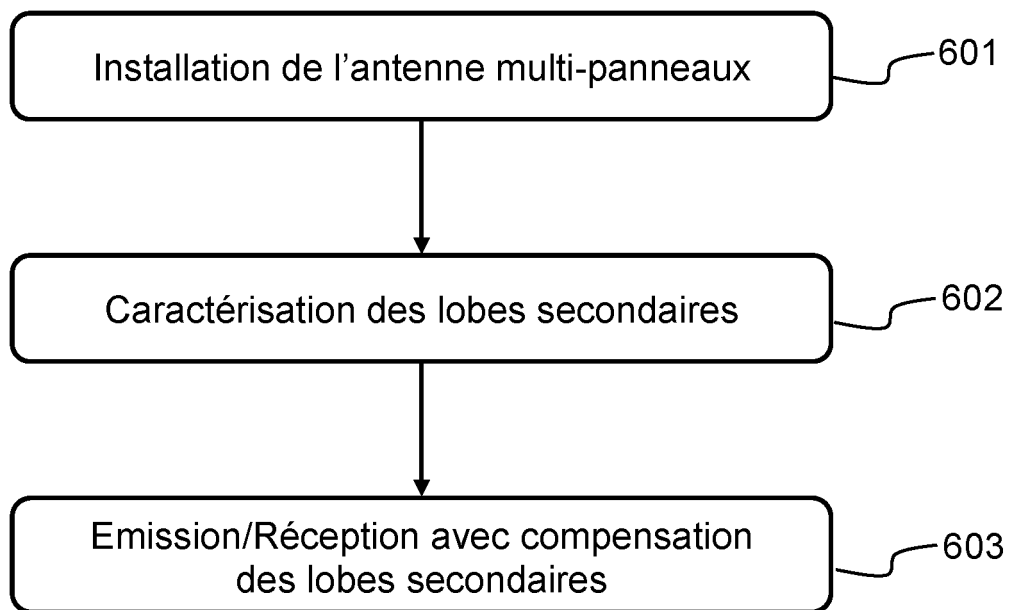 Installation de l'antenne multi-panneaux
601
Caractérisation des lobes secondaires
602
Emission/Réception avec compensation
des lobes secondaires
603